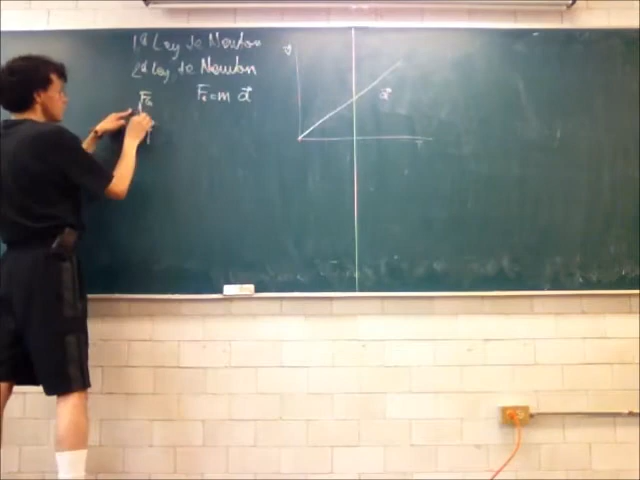 1ª Ley de Newton
2ª Ley de Newton
F = m a⃗
v
a⃗